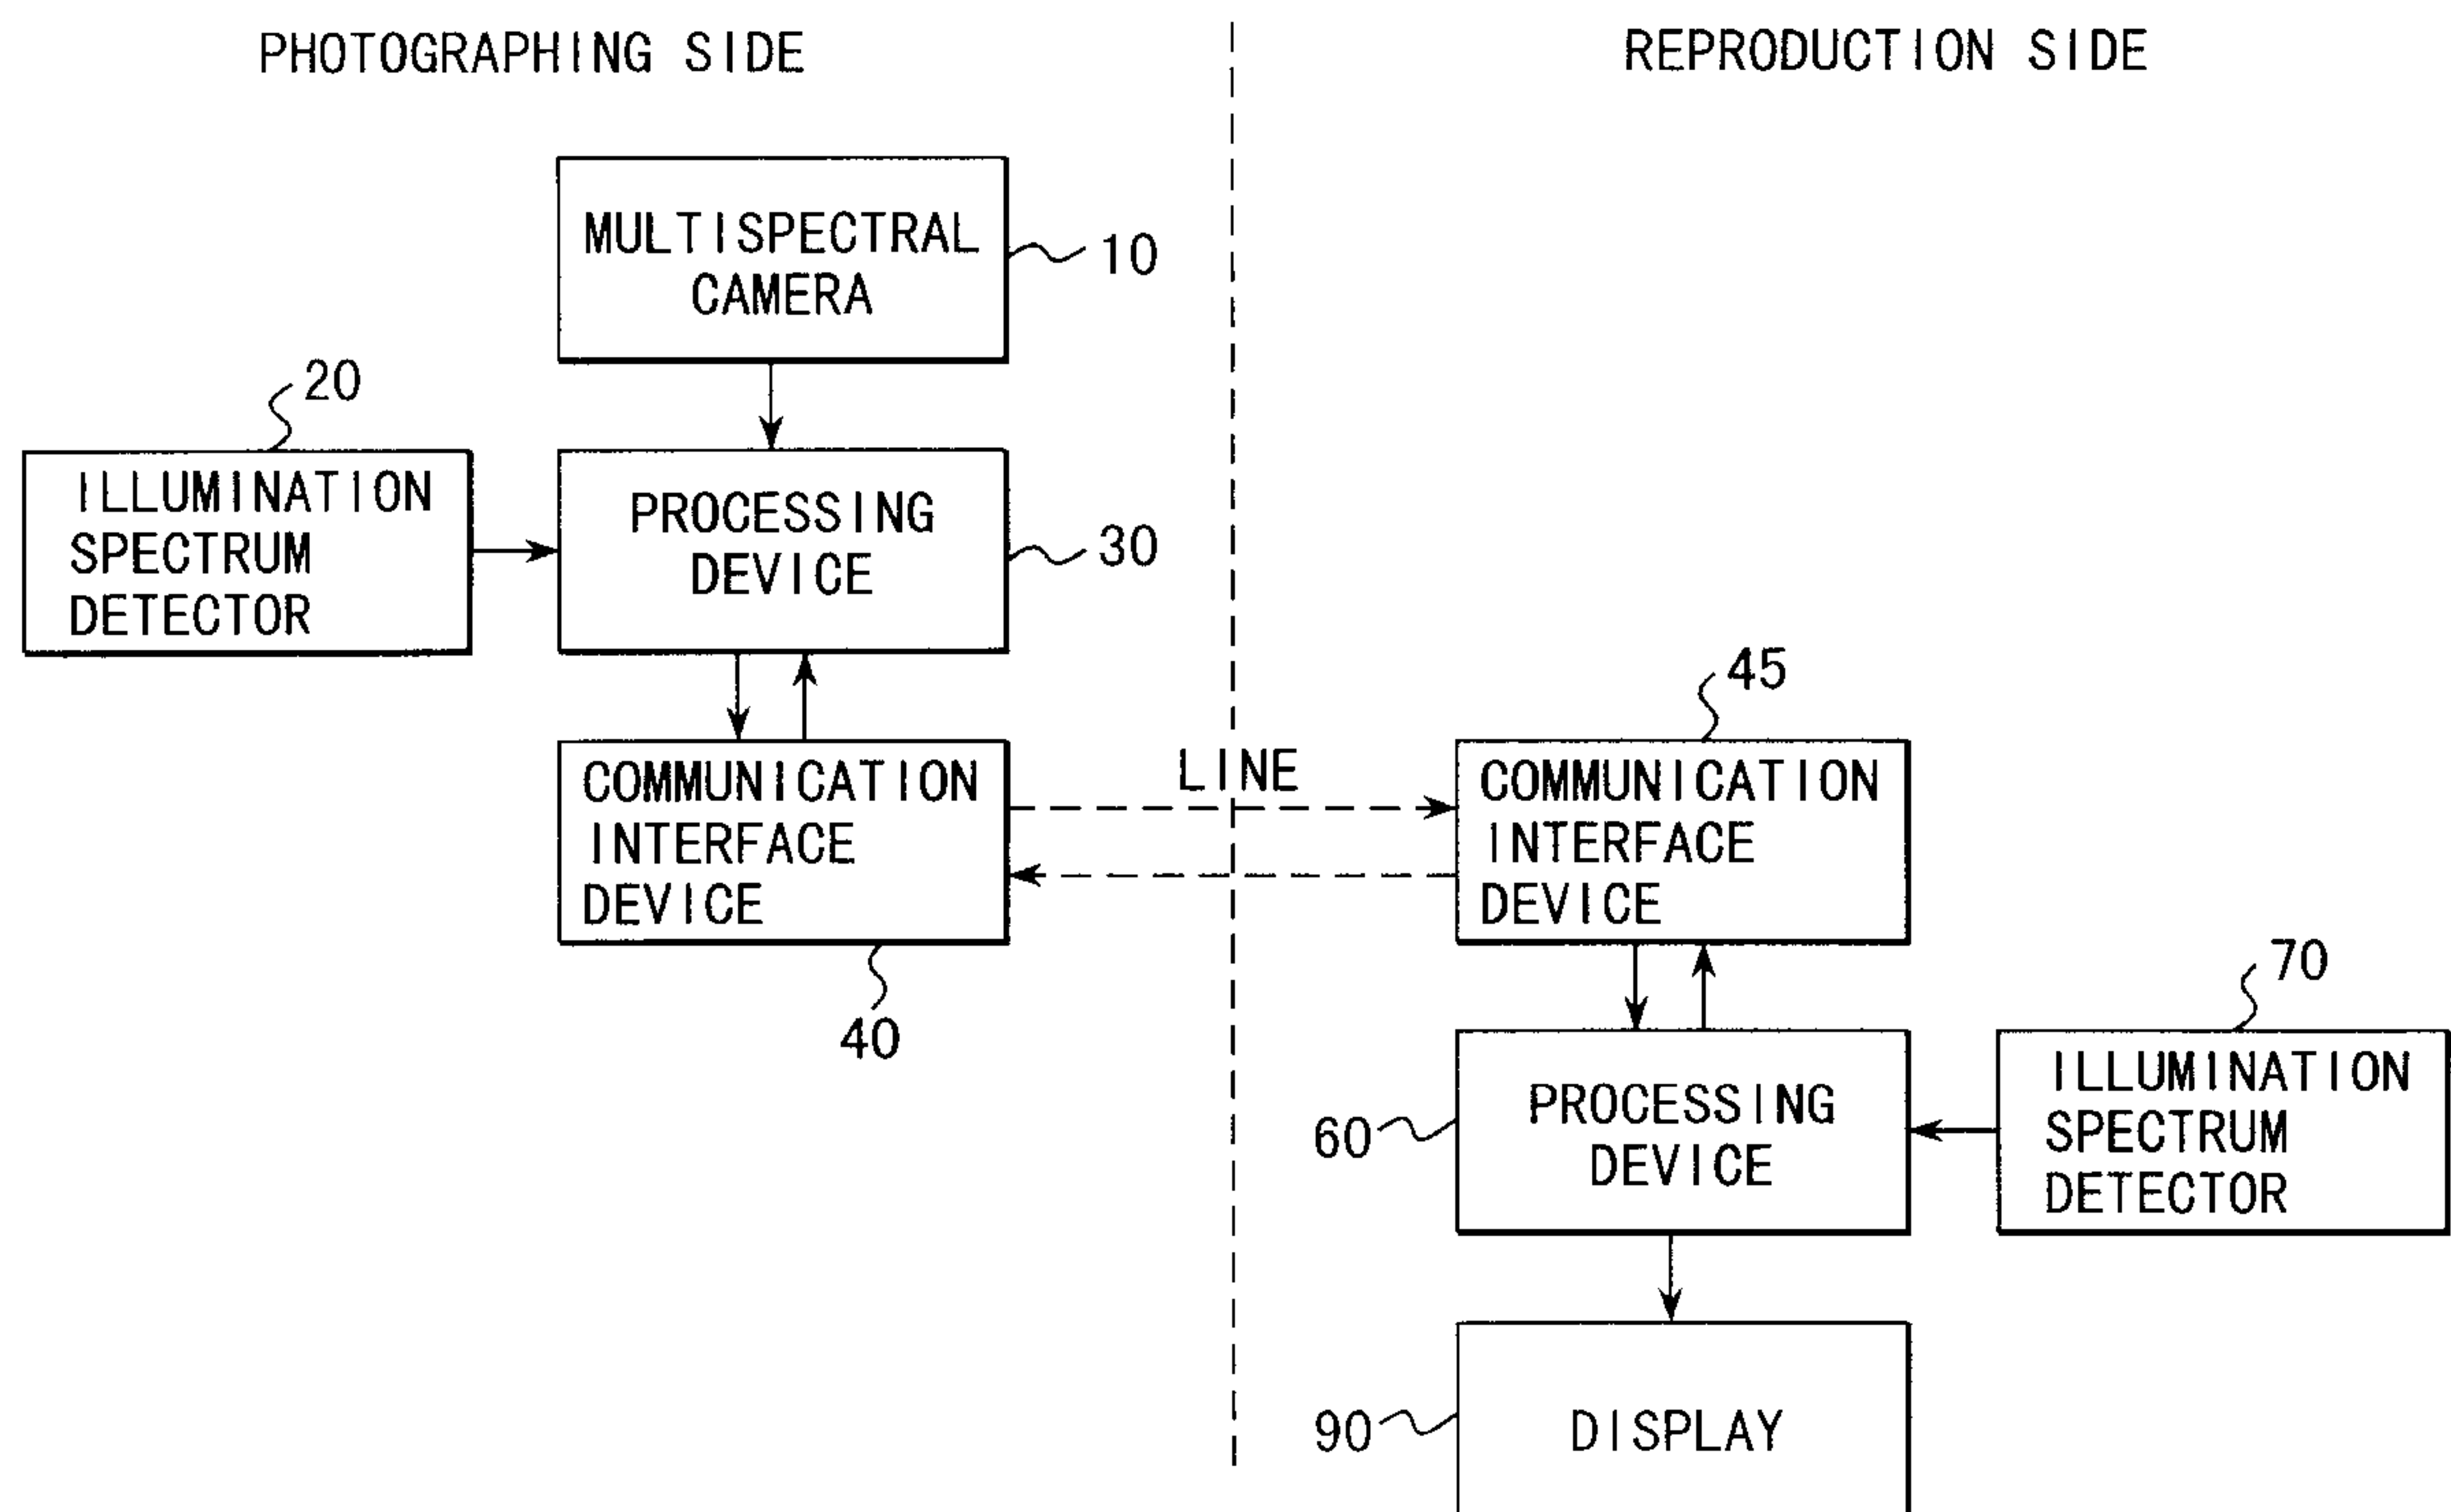 PHOTOGRAPHING SIDE
REPRODUCTION SIDE
MULTISPECTRAL
CAMERA
10
20
ILLUMINATION
SPECTRUM
DETECTOR
PROCESSING
DEVICE
30
COMMUNICATION
INTERFACE
DEVICE
40
LINE
45
COMMUNICATION
INTERFACE
DEVICE
60
PROCESSING
DEVICE
70
ILLUMINATION
SPECTRUM
DETECTOR
90
DISPLAY